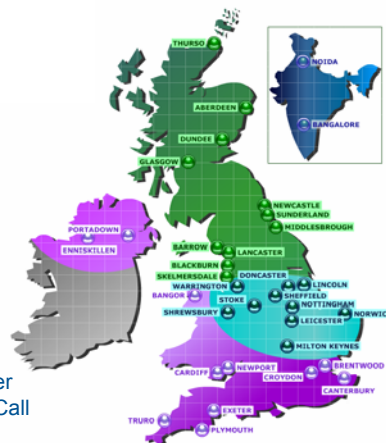 THURSO
NOIDA
ABERDEEN
BANGALORE
DUNDEE
GLASGOW
NEWCASTLE
SUNDERLAND
MIDDLESBROUGH
PORTADOWN
ENNISKILLEN
BARROW
LANCASTER
BLACKBURN
DONCASTER
SKELMERSDALE
WARRINGTON
LINCOLN
BANGOR
SHEFFIELD
STOKE
NOTTINGHAM
SHREWSBURY
NORWIC
LEICESTER
MILTON KEYNES
NEWPORT
BRENTWOOD
CARDIFF
CROYDON
CANTERBURY
er
Call
EXETER
TRURO
PLYMOUTH